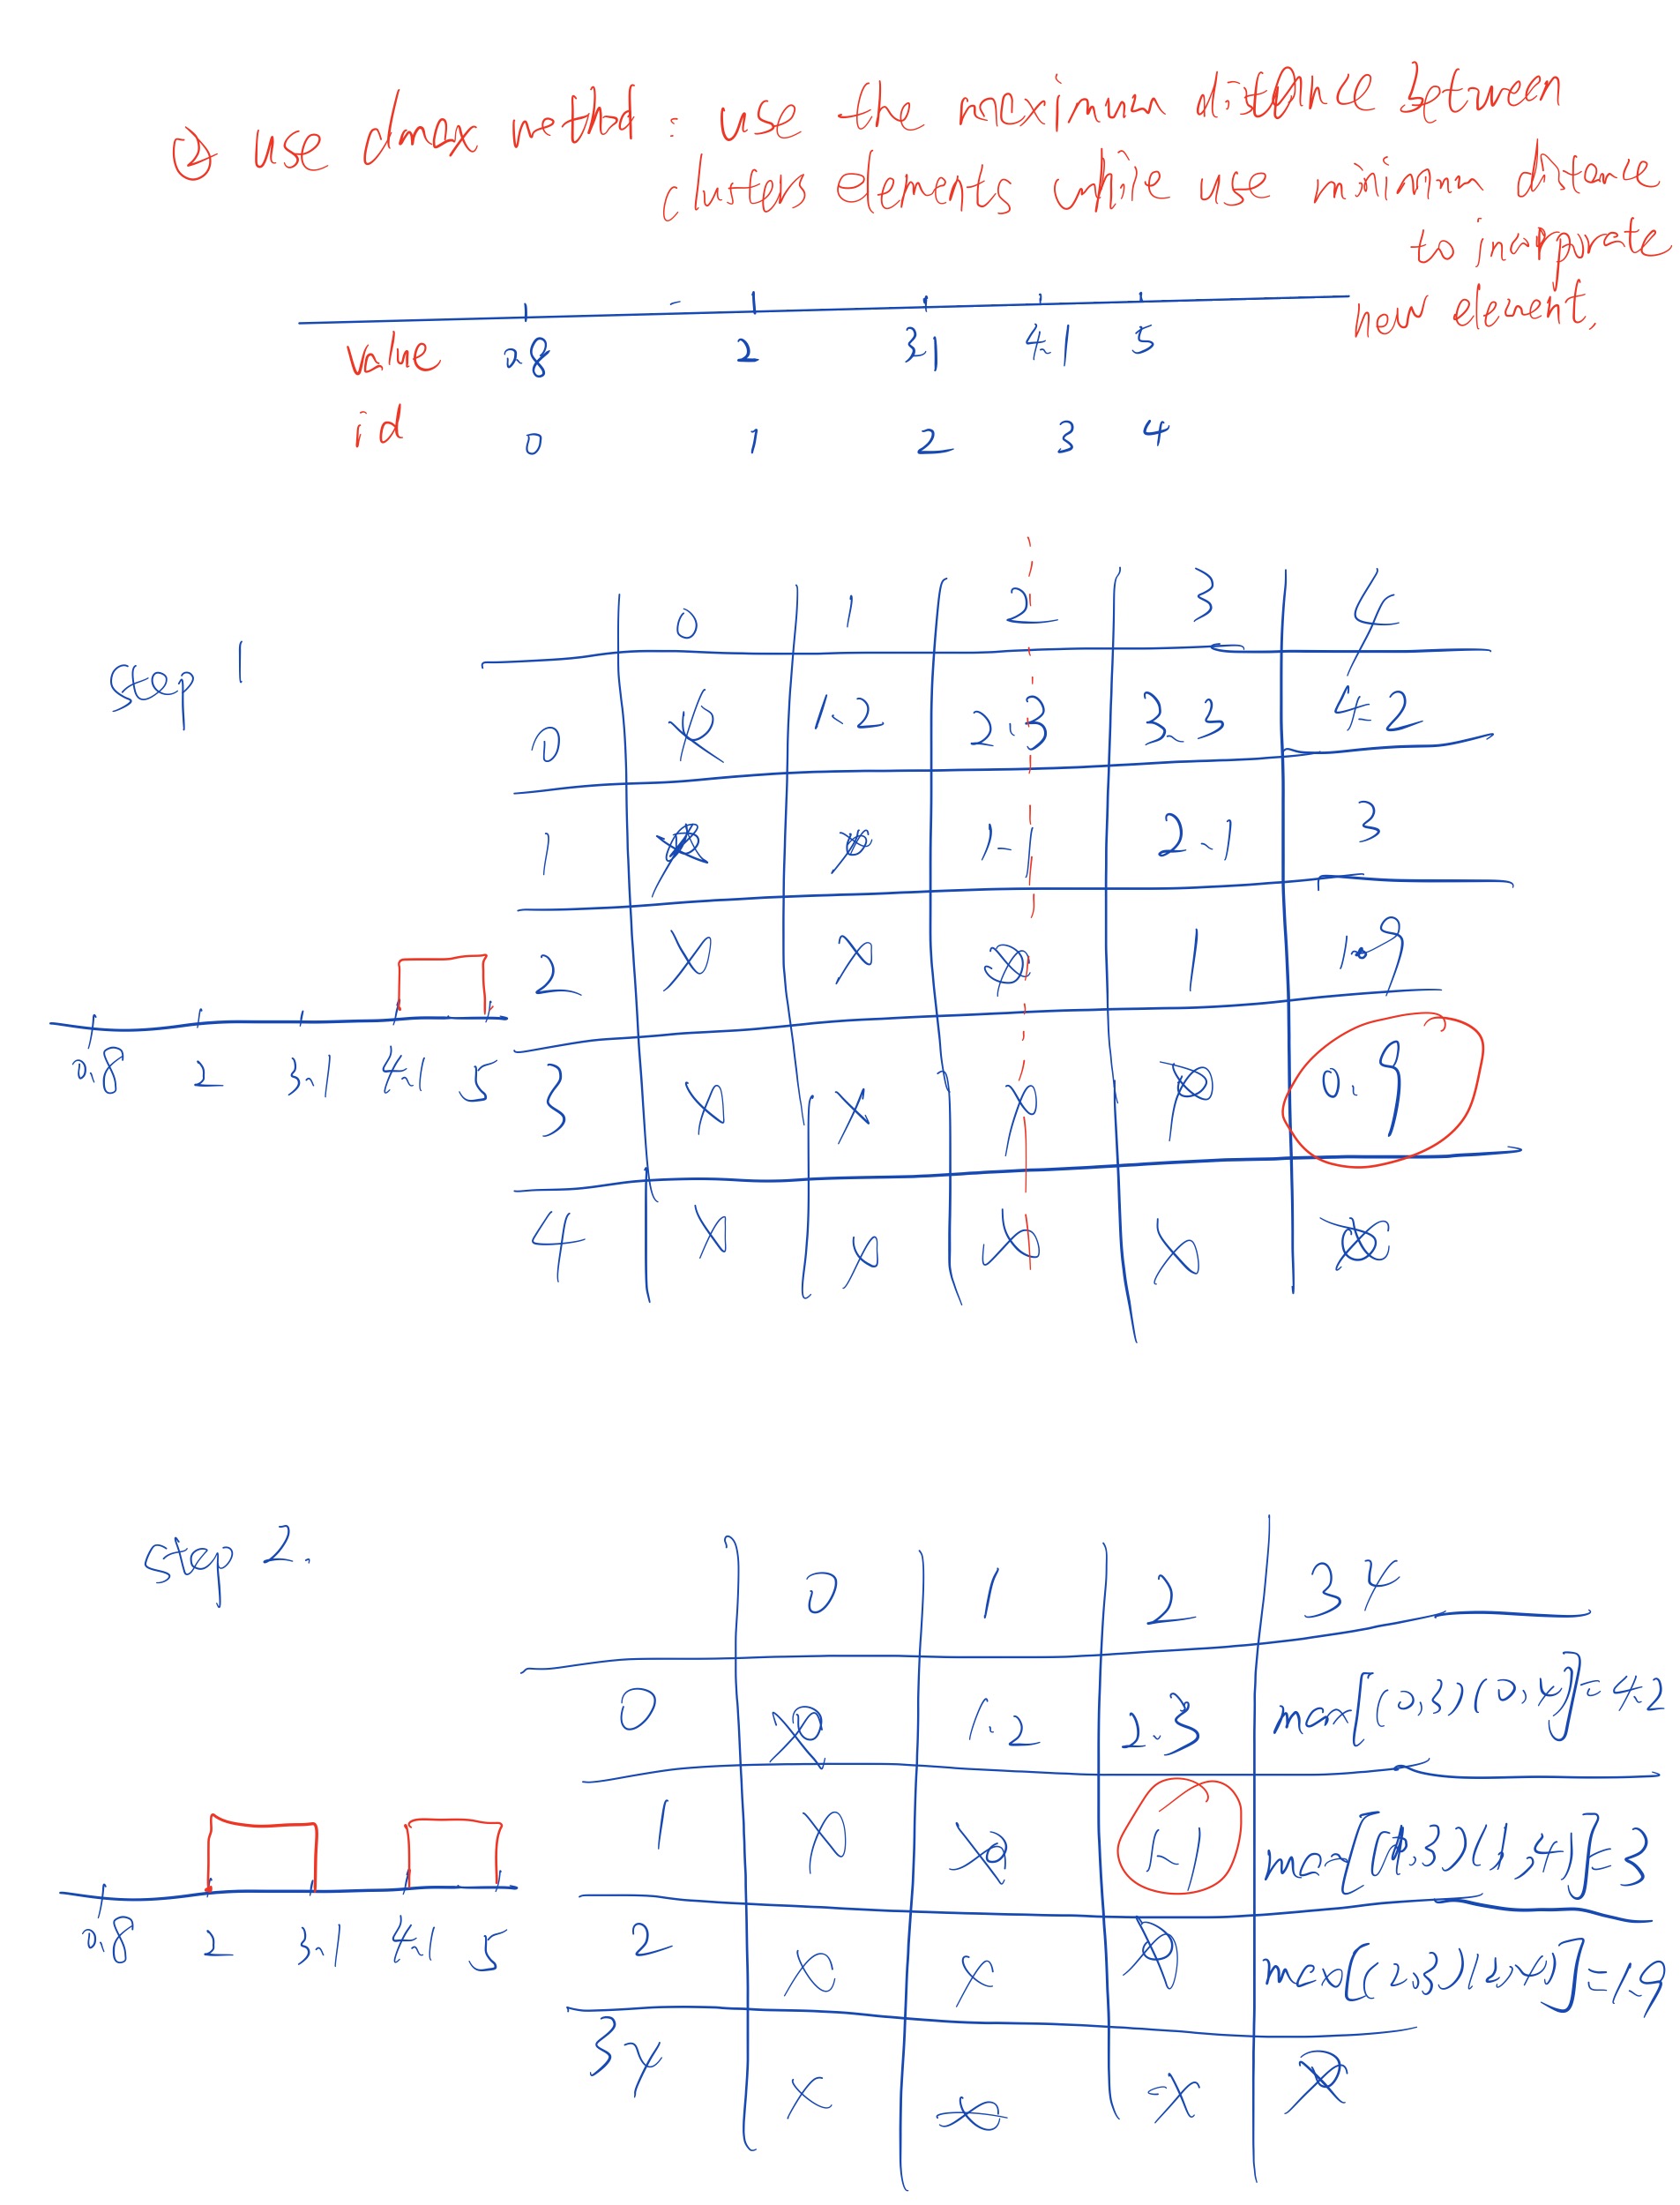 ② use dmax method : use the maximum distance between
clusters elements while use minimum distance
to incorporate
new element.
value 0.8 2 3.1 4.1 5
id 0 1 2 3 4
step 1
0 1 2 3 4
0 x 1.2 2.3 3.3 4.2
1 x x 1.1 2.1 3
2 x x x 1 1.9
3 x x x x 0.9
0.8 2 3.1 4.1 5
4 x x x x x
step 2.
0 1 2 34
0 x 1.2 2.3 max[(0,3)(0,4)]=4.2
1 x x 1.1 max[(1,3)(1,4)]=3
2 x x x max[(2,3)(2,4)]=1.9
0.8 2 3.1 4.1 5
34 x x x x